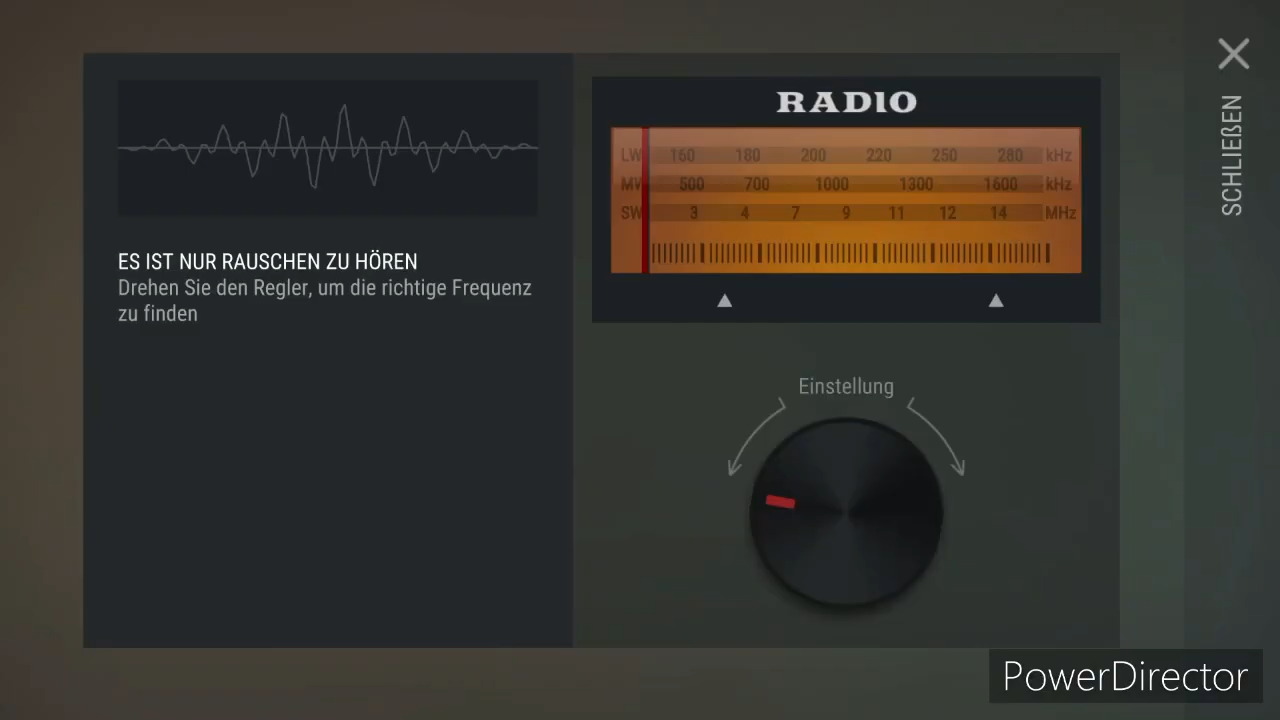 RADIO
LW 160 180 200 220 250 280 kHz
MW 500 700 1000 1300 1600 kHz
SW 3 4 7 9 11 12 14 MHz
ES IST NUR RAUSCHEN ZU HÖREN
Drehen Sie den Regler, um die richtige Frequenz
zu finden
Einstellung
SCHLIEẞEN
PowerDirector